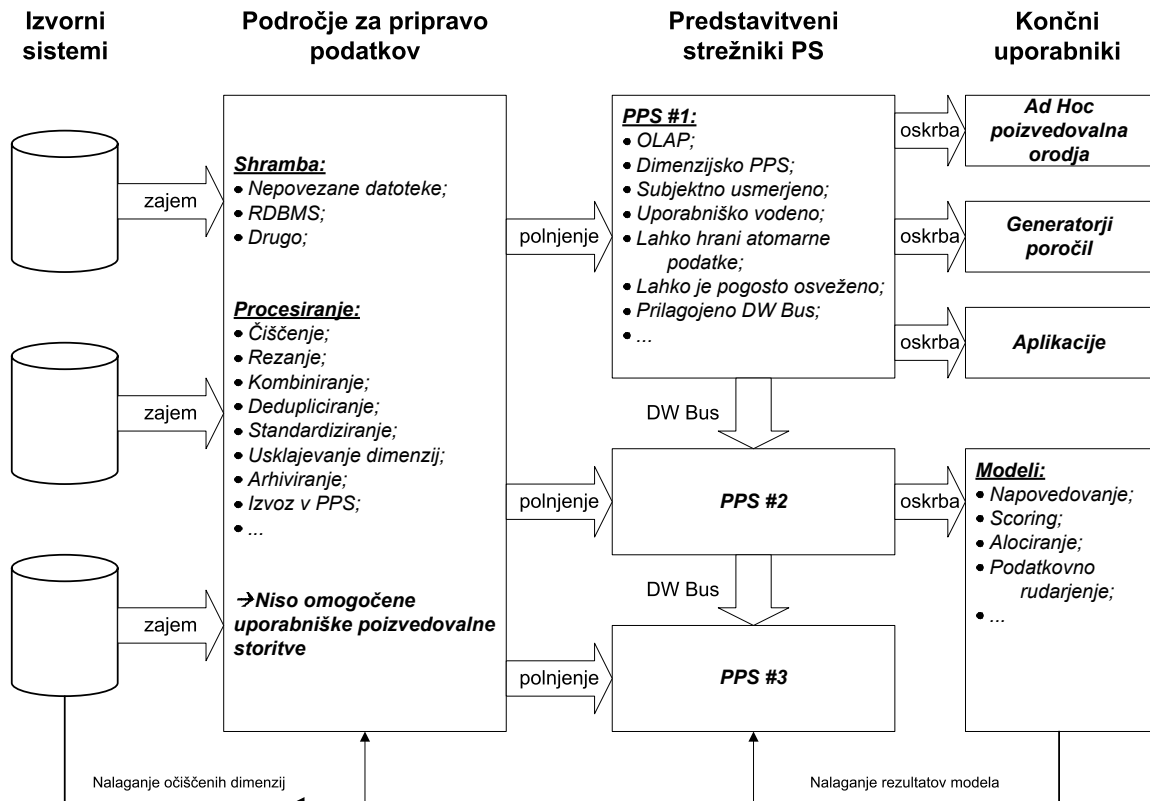 Izvorni
sistemi
Področje za pripravo
podatkov
Predstavitveni
strežniki PS
Končni
uporabniki
zajem
zajem
zajem
Shramba:
• Nepovezane datoteke;
• RDBMS;
• Drugo;
Procesiranje:
• Čiščenje;
• Rezanje;
• Kombiniranje;
• Dedupliciranje;
• Standardiziranje;
• Usklajevanje dimenzij;
• Arhiviranje;
• Izvoz v PPS;
• ...
→Niso omogočene
uporabniške poizvedovalne
storitve
polnjenje
polnjenje
polnjenje
PPS #1:
• OLAP;
• Dimenzijsko PPS;
• Subjektno usmerjeno;
• Uporabniško vodeno;
• Lahko hrani atomarne
podatke;
• Lahko je pogosto osveženo;
• Prilagojeno DW Bus;
• ...
DW Bus
PPS #2
DW Bus
PPS #3
oskrba
oskrba
oskrba
oskrba
Ad Hoc
poizvedovalna
orodja
Generatorji
poročil
Aplikacije
Modeli:
• Napovedovanje;
• Scoring;
• Alociranje;
• Podatkovno
rudarjenje;
• ...
Nalaganje očiščenih dimenzij
Nalaganje rezultatov modela